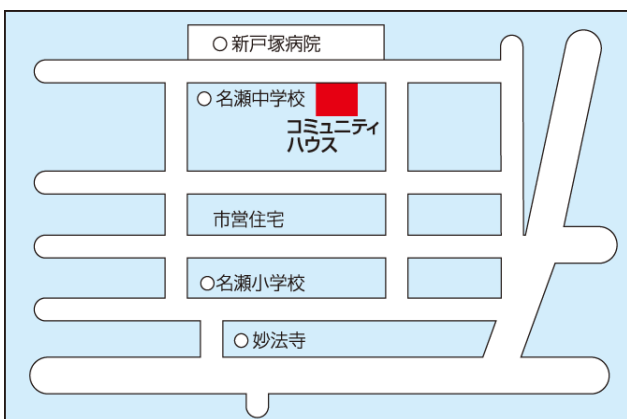 新戸塚病院
名瀬中学校
コミュニティ
ハウス
市営住宅
名瀬小学校
妙法寺